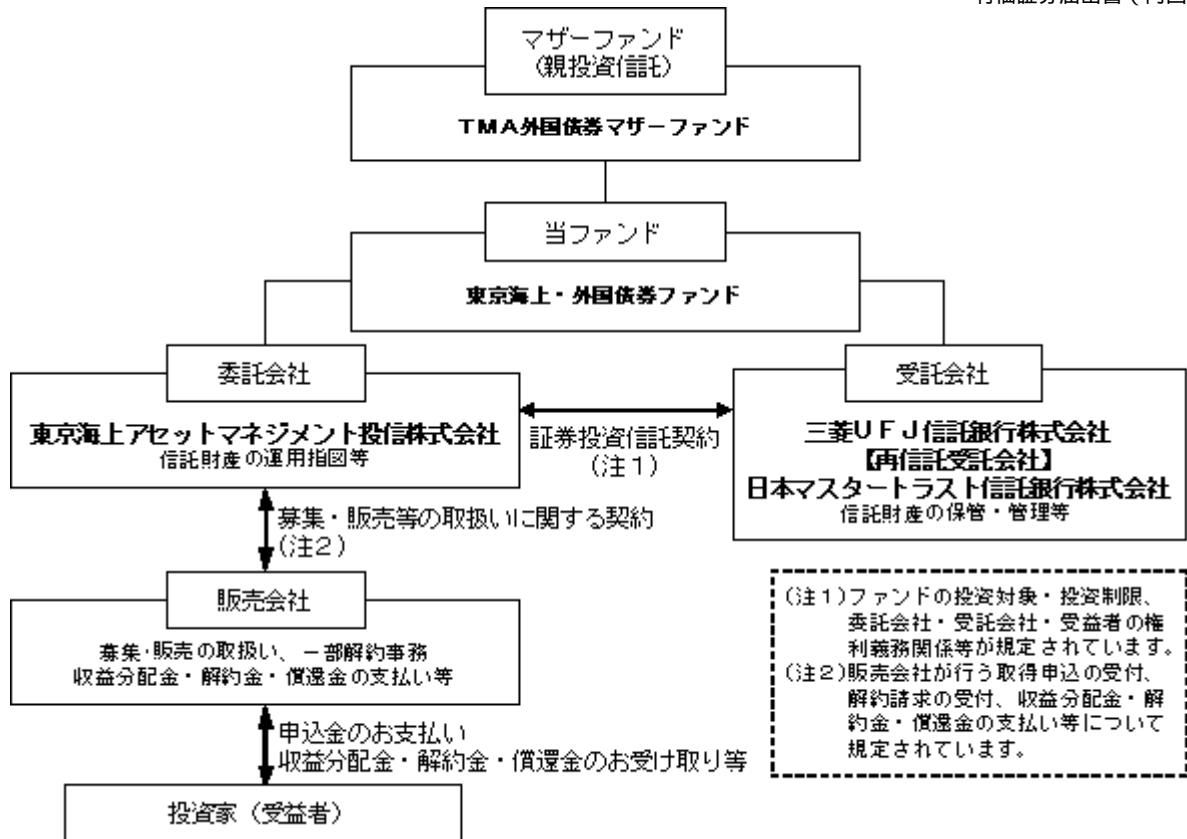 マザーファンド
（親投資信託）
ＴＭＡ外国債券マザーファンド
当ファンド
東京海上・外国債券ファンド
委託会社
東京海上アセットマネジメント投信株式会社
信託財産の運用指図等
証券投資信託契約
（注１）
受託会社
三菱ＵＦＪ信託銀行株式会社
【再信託受託会社】
日本マスタートラスト信託銀行株式会社
信託財産の保管・管理等
募集・販売等の取扱いに関する契約
（注２）
販売会社
募集・販売の取扱い、一部解約事務
収益分配金・解約金・償還金の支払い等
申込金のお支払い
収益分配金・解約金・償還金のお受け取り等
投資家（受益者）
（注１）ファンドの投資対象・投資制限、
委託会社・受託会社・受益者の権
利義務関係等が規定されています。
（注２）販売会社が行う取得申込の受付、
解約請求の受付、収益分配金・解
約金・償還金の支払い等について
規定されています。